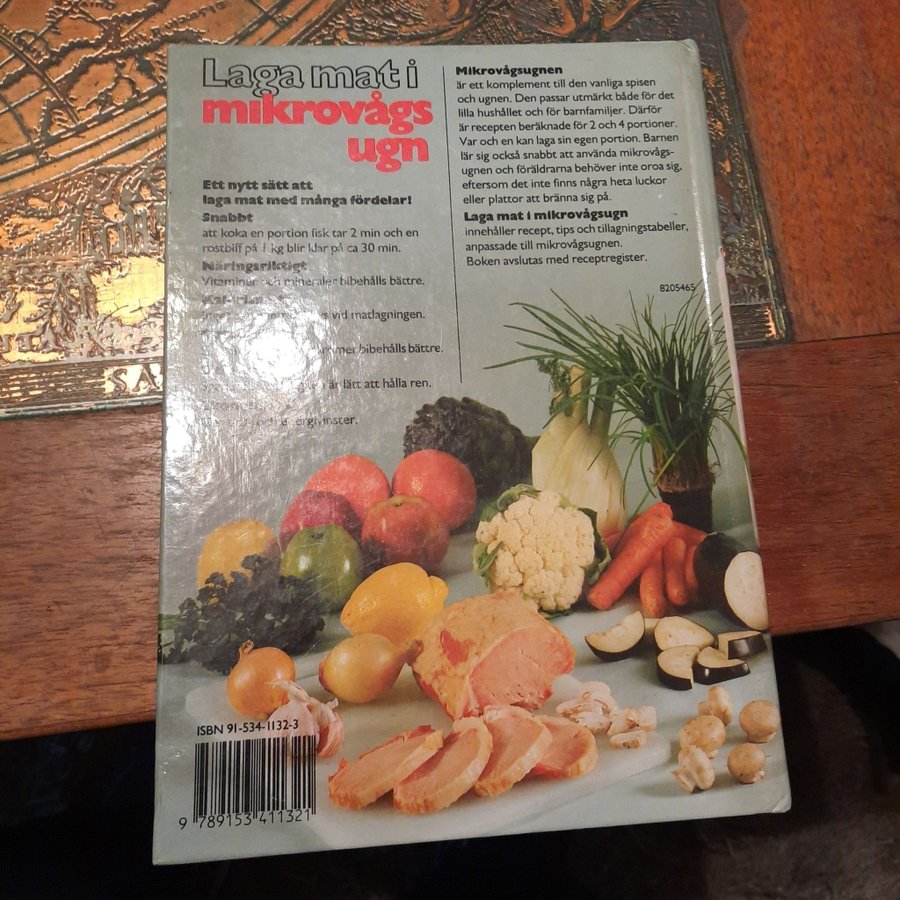 Laga mat i
mikrovågs
ugn
Ett nytt sätt att
laga mat med många fördelar!
Snabbt
att koka en portion fisk tar 2 min och en
rostbiff på 1 kg blir klar på ca 30 min.
Näringsriktigt
Vitaminer och mineraler bibehålls bättre.
vid matlagningen.
bibehålls bättre.
är lätt att hålla ren.
Mikrovågsugnen
är ett komplement till den vanliga spisen
och ugnen. Den passar utmärkt både för det
lilla hushållet och för barnfamiljer. Därför
är recepten beräknade för 2 och 4 portioner.
Var och en kan laga sin egen portion. Barnen
lär sig också snabbt att använda mikrovågs-
ugnen och föräldrarna behöver inte oroa sig,
eftersom det inte finns några heta luckor
eller plattor att bränna sig på.
Laga mat i mikrovågsugn
innehåller recept, tips och tillagningstabeller,
anpassade till mikrovågsugnen.
Boken avslutas med receptregister.
8205465
ISBN 91-534-1132-3
9 789153 411321